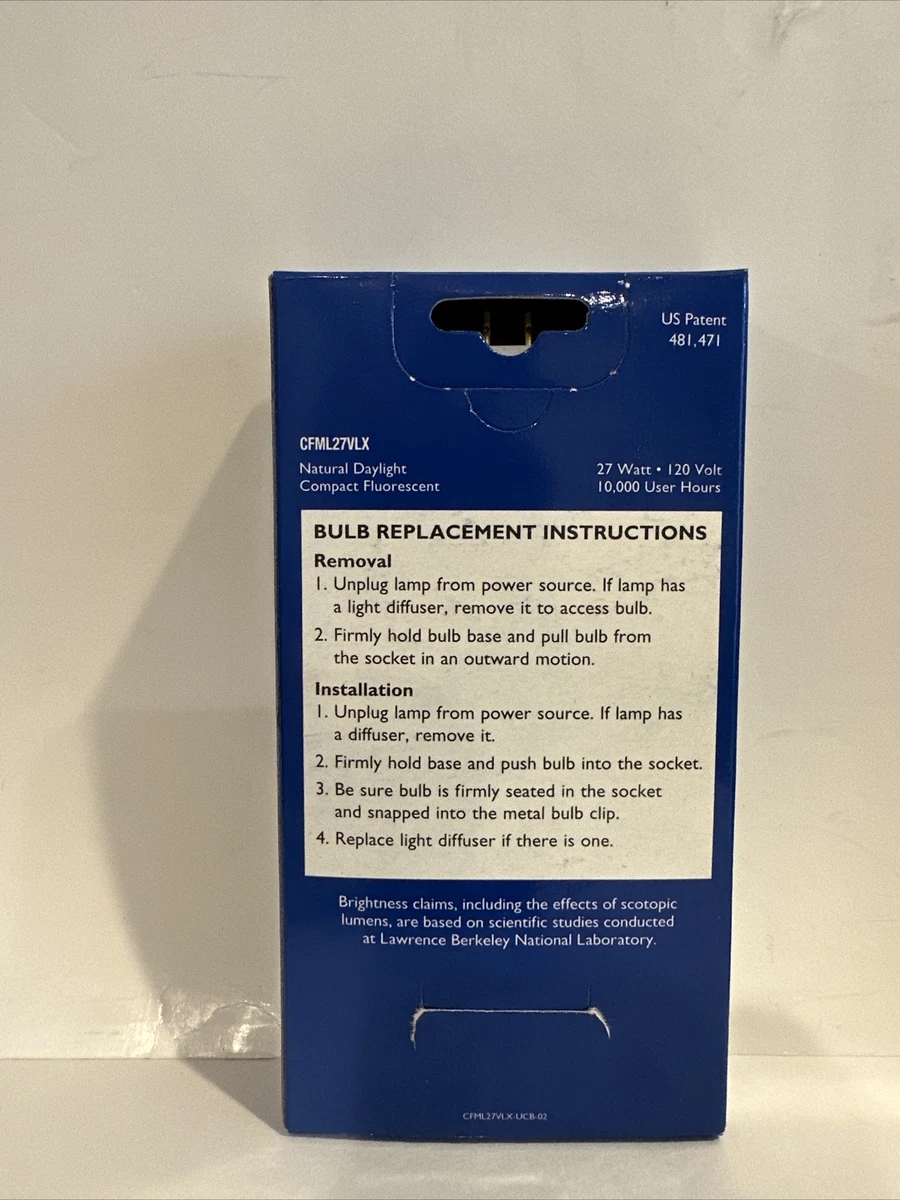 US Patent
481,471
CFML27VLX
Natural Daylight
Compact Fluorescent
27 Watt • 120 Volt
10,000 User Hours
BULB REPLACEMENT INSTRUCTIONS
Removal
1. Unplug lamp from power source. If lamp has
a light diffuser, remove it to access bulb.
2. Firmly hold bulb base and pull bulb from
the socket in an outward motion.
Installation
1. Unplug lamp from power source. If lamp has
a diffuser, remove it.
2. Firmly hold base and push bulb into the socket.
3. Be sure bulb is firmly seated in the socket
and snapped into the metal bulb clip.
4. Replace light diffuser if there is one.
Brightness claims, including the effects of scotopic
lumens, are based on scientific studies conducted
at Lawrence Berkeley National Laboratory.
CFML27VLX-UCB-02